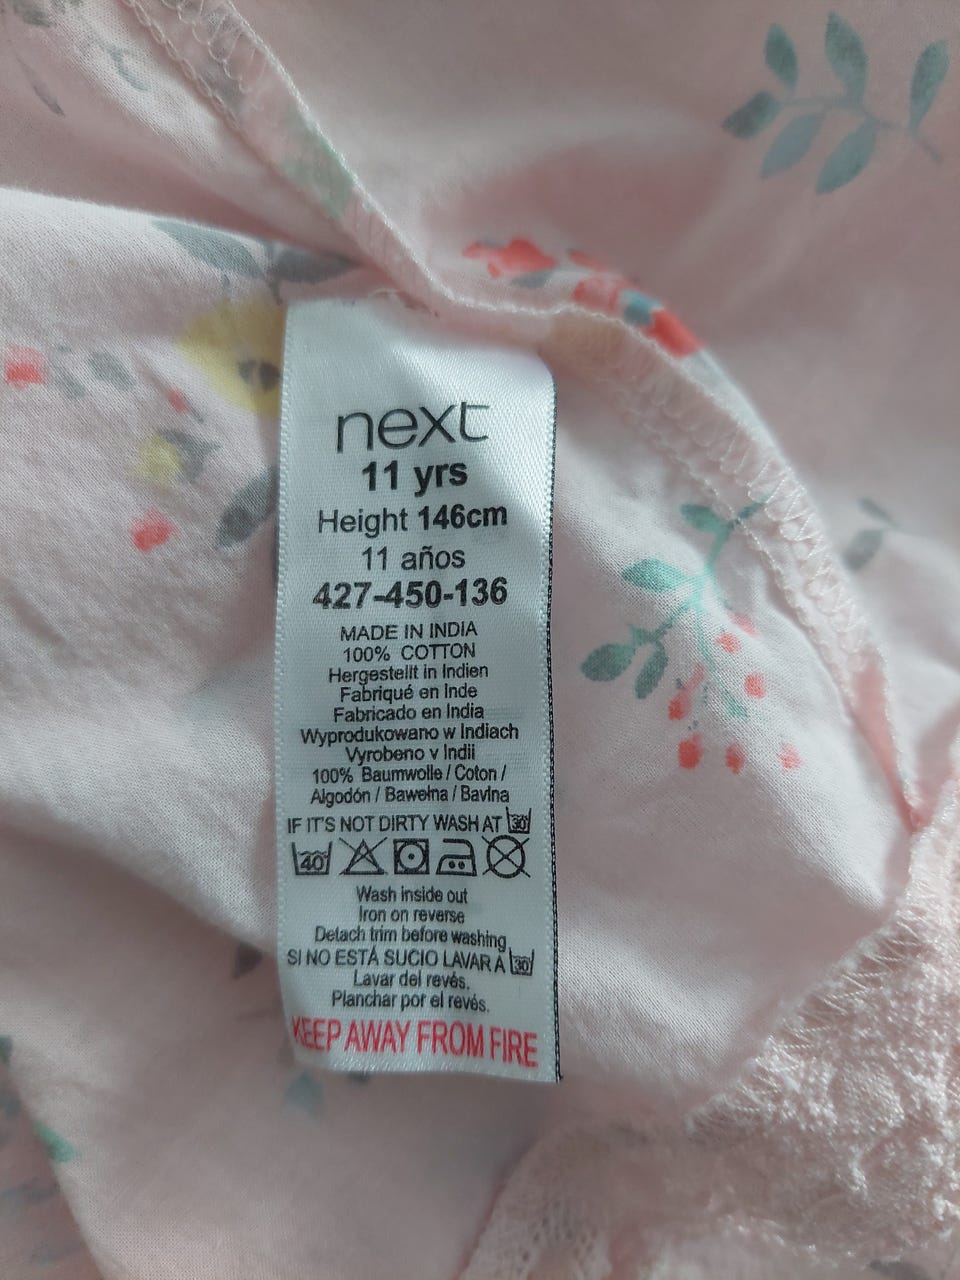 next
11 yrs
Height 146cm
11 años
427-450-136
MADE IN INDIA
100% COTTON
Hergestellt in Indien
Fabriqué en Inde
Fabricado en India
Wyprodukowano w Indiach
Vyrobeno v Indii
100% Baumwolle / Coton /
Algodón / Bawełna / Bavlna
IF IT'S NOT DIRTY WASH AT 30
40
Wash inside out
Iron on reverse
Detach trim before washing
SI NO ESTÁ SUCIO LAVAR A 30
Lavar del revés.
Planchar por el revés.
KEEP AWAY FROM FIRE